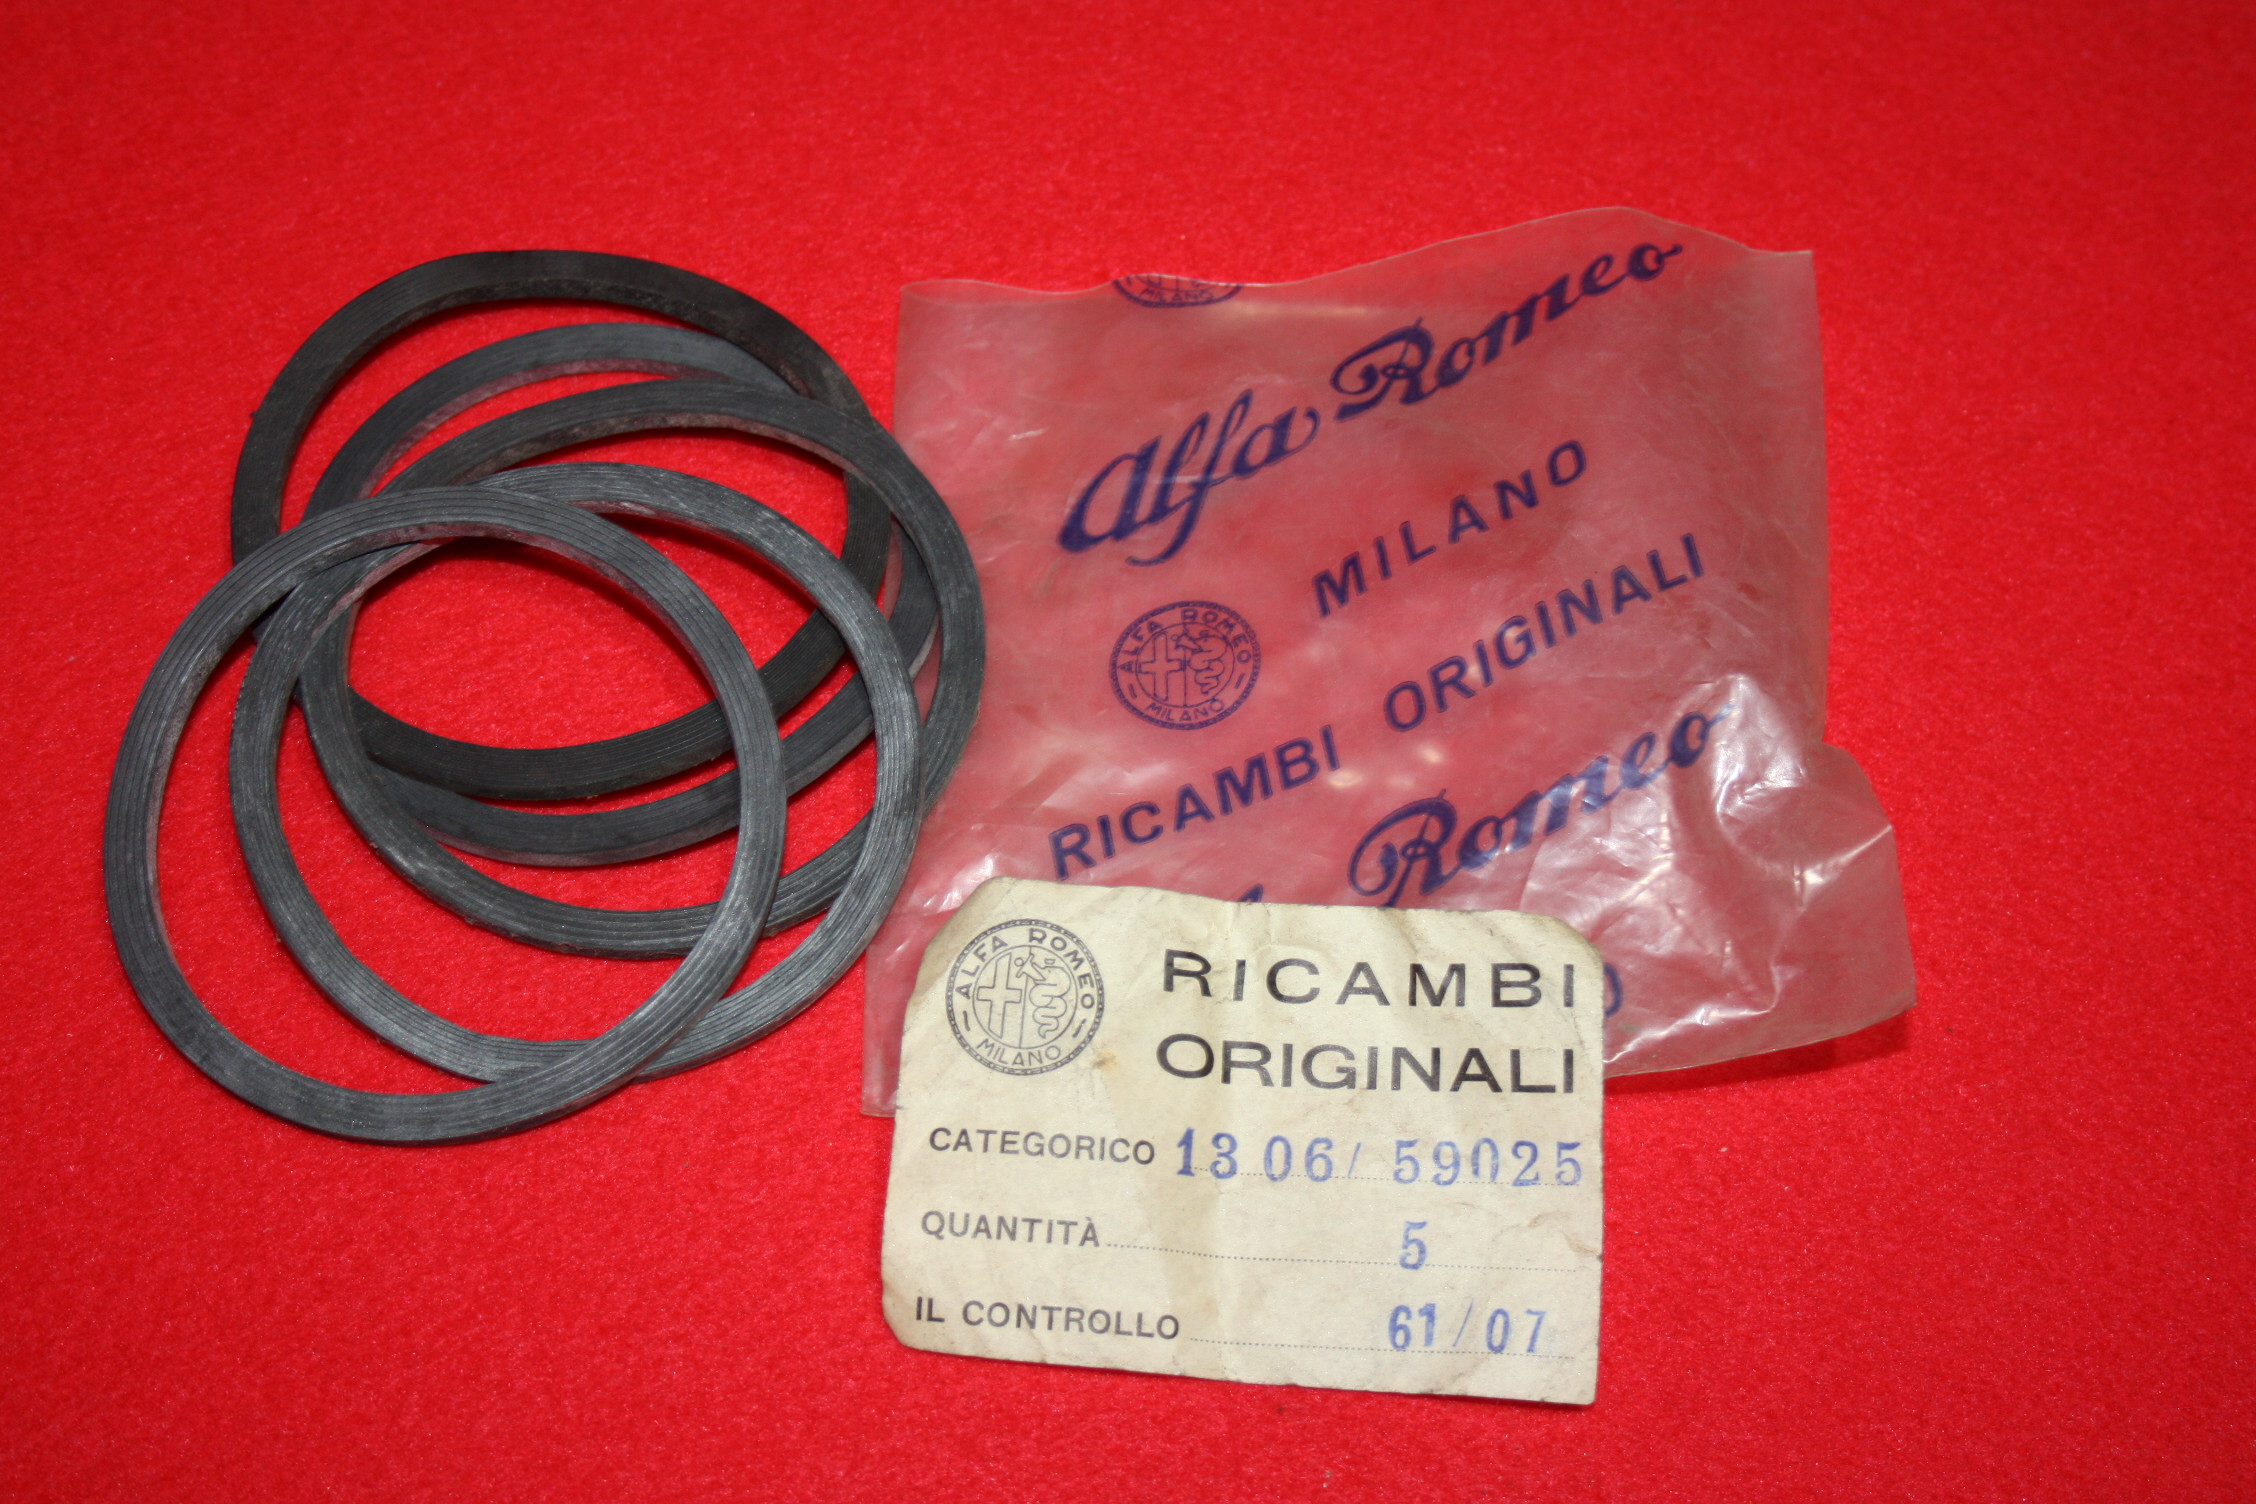 MILANO
Alfa Romeo
MILANO
ALFA ROMEO
MILANO
RICAMBI ORIGINALI
Romeo
ALFA ROMEO
MILANO
RICAMBI
ORIGINALI
CATEGORICO 13 06/ 59025
QUANTITÀ 5
IL CONTROLLO 61/07